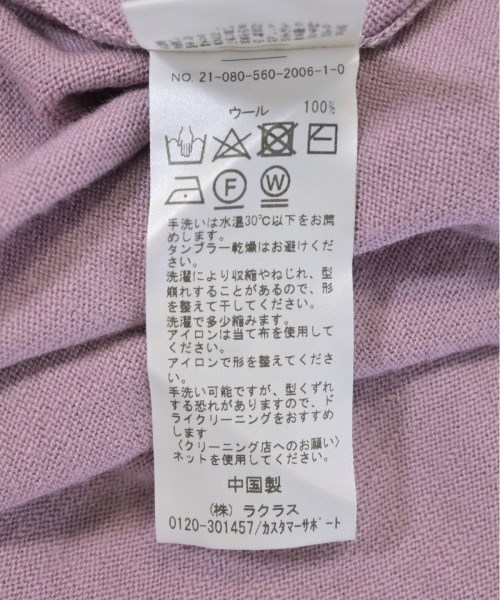 NO. 21-080-560-2006-1-0
ウール 100%
F W
手洗いは水温30℃以下をお薦
めします。
タンブラー乾燥はお避けくださ
い。
洗濯により収縮やねじれ、型
崩れすることがあるので、形
を整えて干してください。
洗濯で多少縮みます。
アイロンは当て布を使用して
ください。
アイロンで形を整えてくださ
い。
手洗い可能ですが、型くずれ
する恐れがありますので、ド
ライクリーニングをおすすめ
します
〈クリーニング店へのお願い〉
ネットを使用してください。
中国製
(株) ラクラス
0120-301457/カスタマーサポート